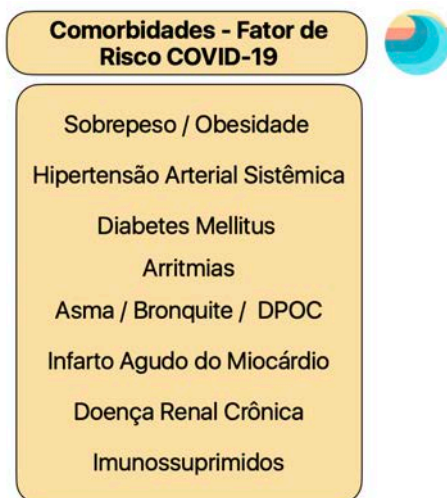 Comorbidades - Fator de
Risco COVID-19
Sobrepeso / Obesidade
Hipertensão Arterial Sistêmica
Diabetes Mellitus
Arritmias
Asma / Bronquite / DPOC
Infarto Agudo do Miocárdio
Doença Renal Crônica
Imunossuprimidos